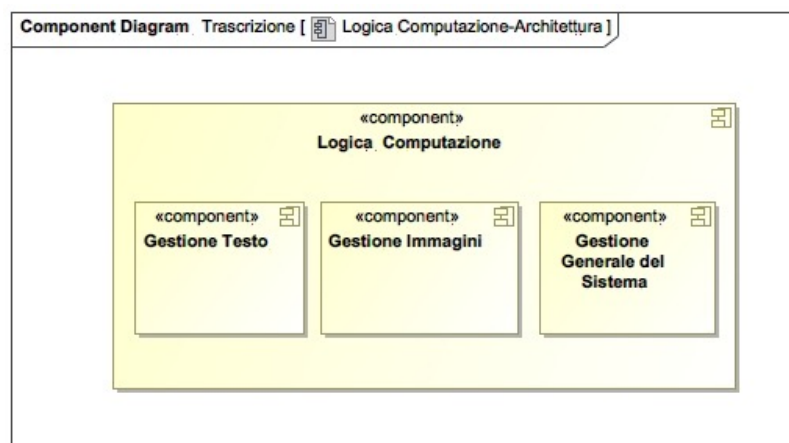 Component Diagram Trascrizione [ Logica Computazione-Architettura ]
«component»
Logica Computazione
«component»
Gestione Testo
«component»
Gestione Immagini
«component»
Gestione
Generale del
Sistema